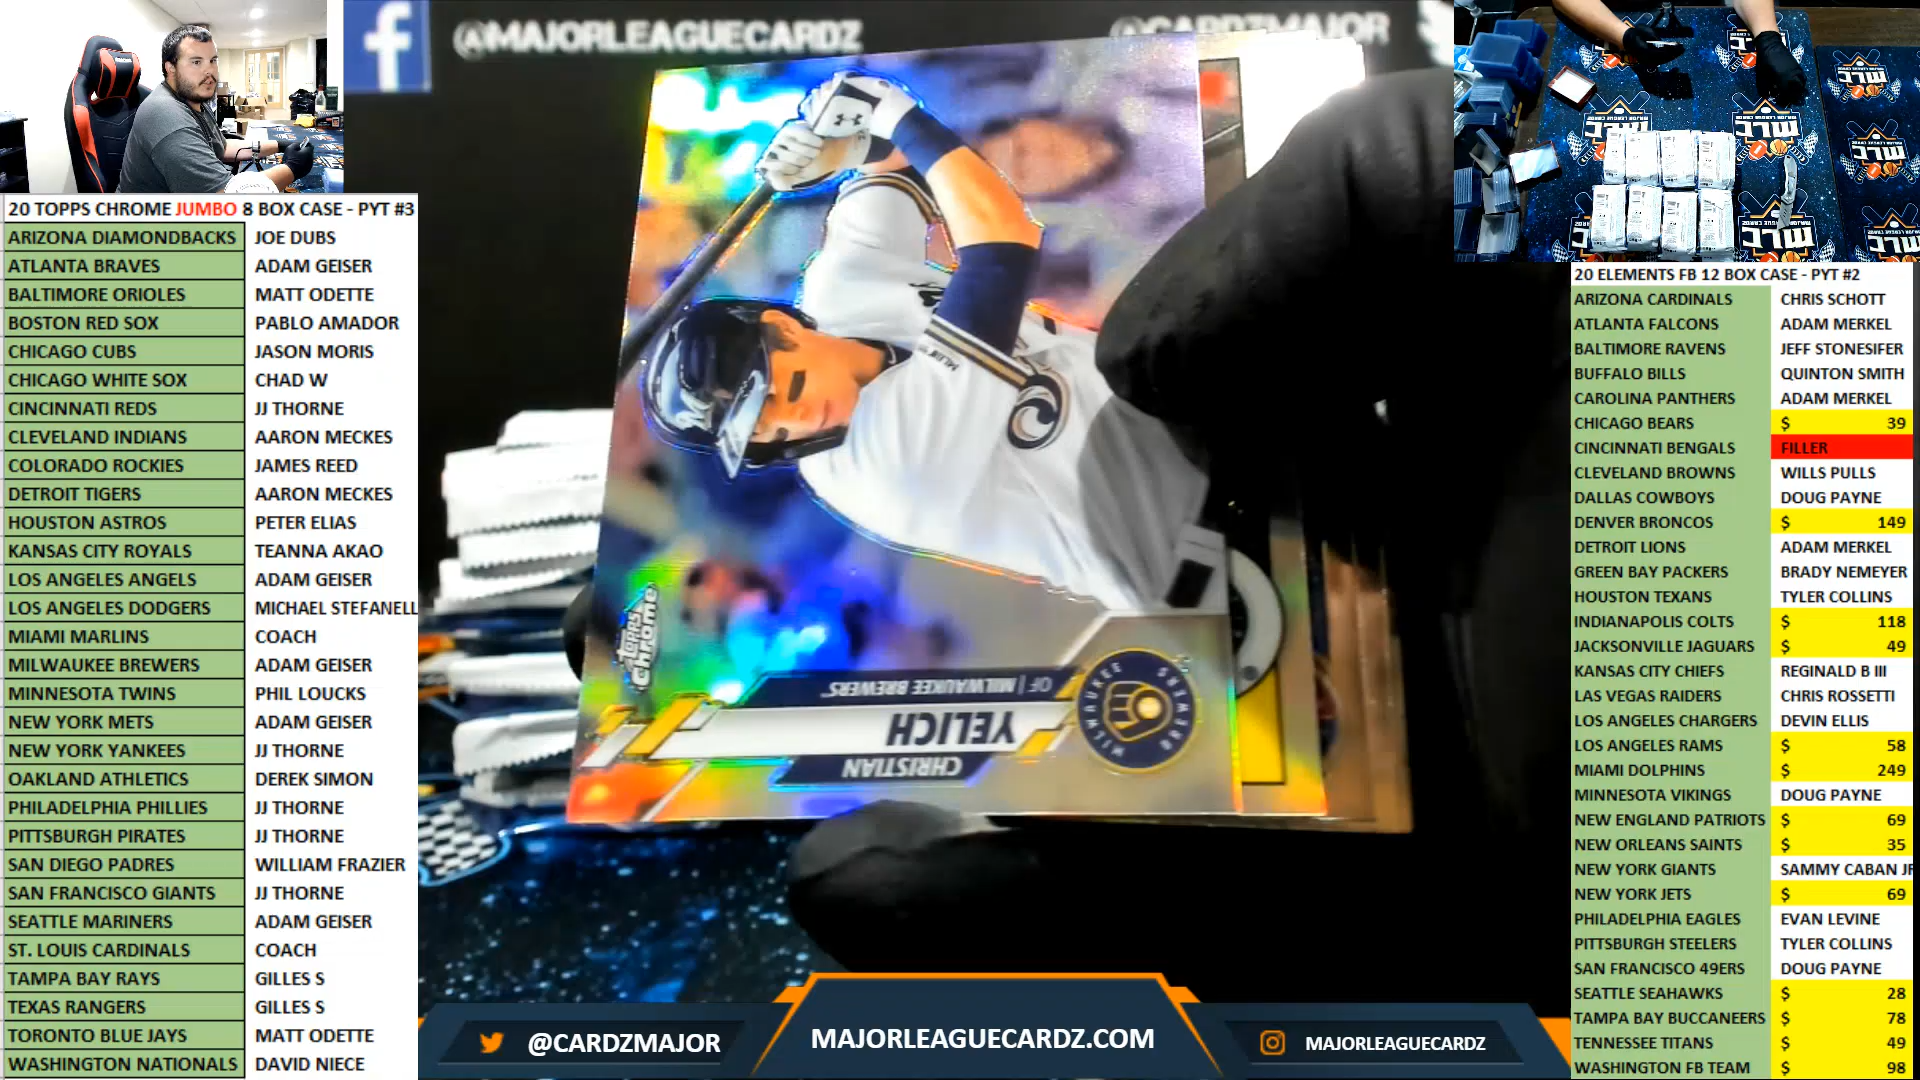 @MAJORLEAGUECARDZ
@CARDZMAJOR
20 TOPPS CHROME JUMBO 8 BOX CASE - PYT #3
ARIZONA DIAMONDBACKS JOE DUBS
ATLANTA BRAVES ADAM GEISER
BALTIMORE ORIOLES MATT ODETTE
BOSTON RED SOX PABLO AMADOR
CHICAGO CUBS JASON MORIS
CHICAGO WHITE SOX CHAD W
CINCINNATI REDS JJ THORNE
CLEVELAND INDIANS AARON MECKES
COLORADO ROCKIES JAMES REED
DETROIT TIGERS AARON MECKES
HOUSTON ASTROS PETER ELIAS
KANSAS CITY ROYALS TEANNA AKAO
LOS ANGELES ANGELS ADAM GEISER
LOS ANGELES DODGERS MICHAEL STEFANELL
MIAMI MARLINS COACH
MILWAUKEE BREWERS ADAM GEISER
MINNESOTA TWINS PHIL LOUCKS
NEW YORK METS ADAM GEISER
NEW YORK YANKEES JJ THORNE
OAKLAND ATHLETICS DEREK SIMON
PHILADELPHIA PHILLIES JJ THORNE
PITTSBURGH PIRATES JJ THORNE
SAN DIEGO PADRES WILLIAM FRAZIER
SAN FRANCISCO GIANTS JJ THORNE
SEATTLE MARINERS ADAM GEISER
ST. LOUIS CARDINALS COACH
TAMPA BAY RAYS GILLES S
TEXAS RANGERS GILLES S
TORONTO BLUE JAYS MATT ODETTE
WASHINGTON NATIONALS DAVID NIECE
Topps Chrome
CHRISTIAN
YELICH
OF | MILWAUKEE BREWERS
MILWAUKEE BREWERS
20 ELEMENTS FB 12 BOX CASE - PYT #2
ARIZONA CARDINALS CHRIS SCHOTT
ATLANTA FALCONS ADAM MERKEL
BALTIMORE RAVENS JEFF STONESIFER
BUFFALO BILLS QUINTON SMITH
CAROLINA PANTHERS ADAM MERKEL
CHICAGO BEARS $ 39
CINCINNATI BENGALS FILLER
CLEVELAND BROWNS WILLS PULLS
DALLAS COWBOYS DOUG PAYNE
DENVER BRONCOS $ 149
DETROIT LIONS ADAM MERKEL
GREEN BAY PACKERS BRADY NEMEYER
HOUSTON TEXANS TYLER COLLINS
INDIANAPOLIS COLTS $ 118
JACKSONVILLE JAGUARS $ 49
KANSAS CITY CHIEFS REGINALD B III
LAS VEGAS RAIDERS CHRIS ROSSETTI
LOS ANGELES CHARGERS DEVIN ELLIS
LOS ANGELES RAMS $ 58
MIAMI DOLPHINS $ 249
MINNESOTA VIKINGS DOUG PAYNE
NEW ENGLAND PATRIOTS $ 69
NEW ORLEANS SAINTS $ 35
NEW YORK GIANTS SAMMY CABAN JR
NEW YORK JETS $ 69
PHILADELPHIA EAGLES EVAN LEVINE
PITTSBURGH STEELERS TYLER COLLINS
SAN FRANCISCO 49ERS DOUG PAYNE
SEATTLE SEAHAWKS $ 28
TAMPA BAY BUCCANEERS $ 78
TENNESSEE TITANS $ 49
WASHINGTON FB TEAM $ 98
@CARDZMAJOR
MAJORLEAGUECARDZ.COM
MAJORLEAGUECARDZ